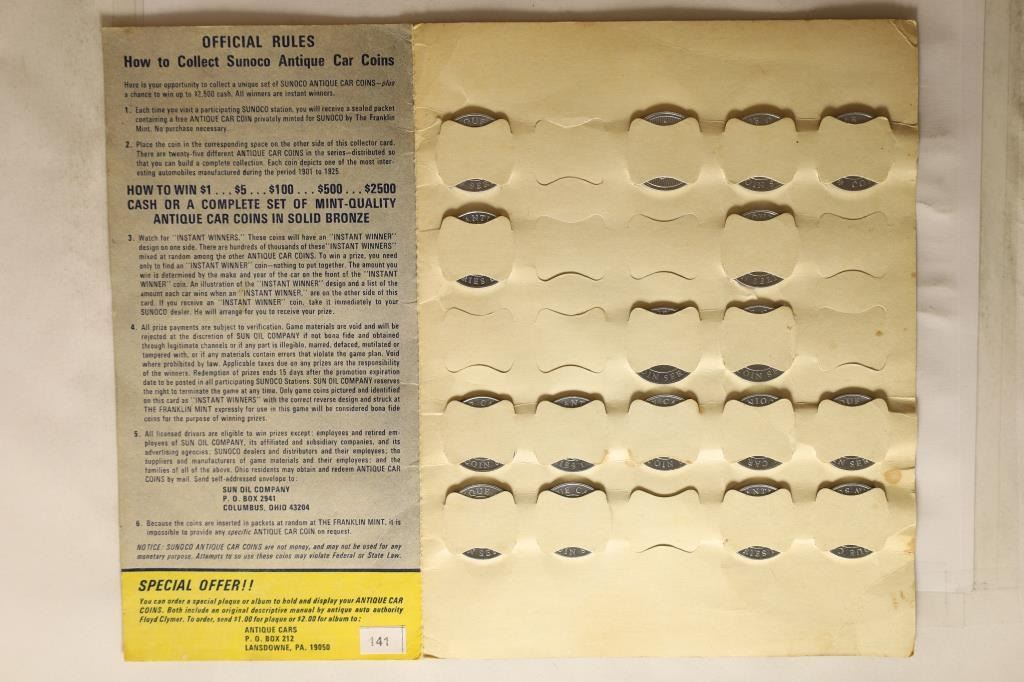 OFFICIAL RULES
How to Collect Sunoco Antique Car Coins
Here is your opportunity to collect a unique set of SUNOCO ANTIQUE CAR COINS—plus
a chance to win up to $2,500 cash. All winners are instant winners.
1. Each time you visit a participating SUNOCO station, you will receive a sealed packet
containing a free ANTIQUE CAR COIN privately minted for SUNOCO by The Franklin
Mint. No purchase necessary.
2. Place the coin in the corresponding space on the other side of this collector card.
There are twenty-five different ANTIQUE CAR COINS in the series—distributed so
that you can build a complete collection. Each coin depicts one of the most inter-
esting automobiles manufactured during the period 1901 to 1925.
HOW TO WIN $1 . . . $5 . . . $100 . . . $500 . . . $2500
CASH OR A COMPLETE SET OF MINT-QUALITY
ANTIQUE CAR COINS IN SOLID BRONZE
3. Watch for "INSTANT WINNERS." These coins will have an "INSTANT WINNER"
design on one side. There are hundreds of thousands of these "INSTANT WINNERS"
mixed at random among the other ANTIQUE CAR COINS. To win a prize, you need
only to find an "INSTANT WINNER" coin—nothing to put together. The amount you
win is determined by the make and year of the car on the front of the "INSTANT
WINNER" coin. An illustration of the "INSTANT WINNER" design and a list of the
amount each car wins when an "INSTANT WINNER," are on the other side of this
card. If you receive an "INSTANT WINNER" coin, take it immediately to your
SUNOCO dealer. He will arrange for you to receive your prize.
4. All prize payments are subject to verification. Game materials are void and will be
rejected at the discretion of SUN OIL COMPANY if not bona fide and obtained
through legitimate channels or if any part is illegible, marred, defaced, mutilated or
tampered with, or if any materials contain errors that violate the game plan. Void
where prohibited by law. Applicable taxes due on any prizes are the responsibility
of the winners. Redemption of prizes ends 15 days after the promotion expiration
date to be posted in all participating SUNOCO Stations. SUN OIL COMPANY reserves
the right to terminate the game at any time. Only game coins pictured and identified
on this card as "INSTANT WINNERS" with the correct reverse design and struck at
THE FRANKLIN MINT expressly for use in this game will be considered bona fide
coins for the purpose of winning prizes.
5. All licensed drivers are eligible to win prizes except: employees and retired em-
ployees of SUN OIL COMPANY, its affiliated and subsidiary companies, and its
advertising agencies; SUNOCO dealers and distributors and their employees; the
suppliers and manufacturers of game materials and their employees; and the
families of all of the above. Ohio residents may obtain and redeem ANTIQUE CAR
COINS by mail. Send self-addressed envelope to:
SUN OIL COMPANY
P. O. BOX 2941
COLUMBUS, OHIO 43204
6. Because the coins are inserted in packets at random at THE FRANKLIN MINT, it is
impossible to provide any specific ANTIQUE CAR COIN on request.
NOTICE: SUNOCO ANTIQUE CAR COINS are not money, and may not be used for any
monetary purpose. Attempts to so use these coins may violate Federal or State Law.
SPECIAL OFFER!!
You can order a special plaque or album to hold and display your ANTIQUE CAR
COINS. Both include an original descriptive manual by antique auto authority
Floyd Clymer. To order, send $1.00 for plaque or $2.00 for album to:
ANTIQUE CARS
P. O. BOX 212
LANSDOWNE, PA. 19050
141